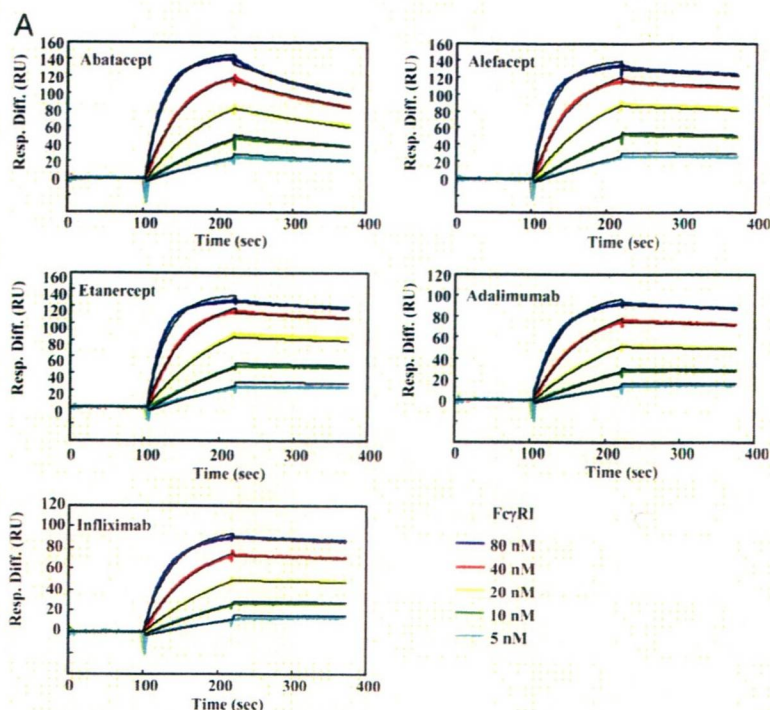 A
Abatacept
Resp. Diff. (RU)
160
140
120
100
80
60
40
20
0
0 100 200 300 400
Time (sec)
Alefacept
Resp. Diff. (RU)
160
140
120
100
80
60
40
20
0
0 100 200 300 400
Time (sec)
Etanercept
Resp. Diff. (RU)
160
140
120
100
80
60
40
20
0
0 100 200 300 400
Time (sec)
Adalimumab
Resp. Diff. (RU)
120
100
80
60
40
20
0
0 100 200 300 400
Time (sec)
Infliximab
Resp. Diff. (RU)
120
100
80
60
40
20
0
0 100 200 300 400
Time (sec)
FcγRI
80 nM
40 nM
20 nM
10 nM
5 nM